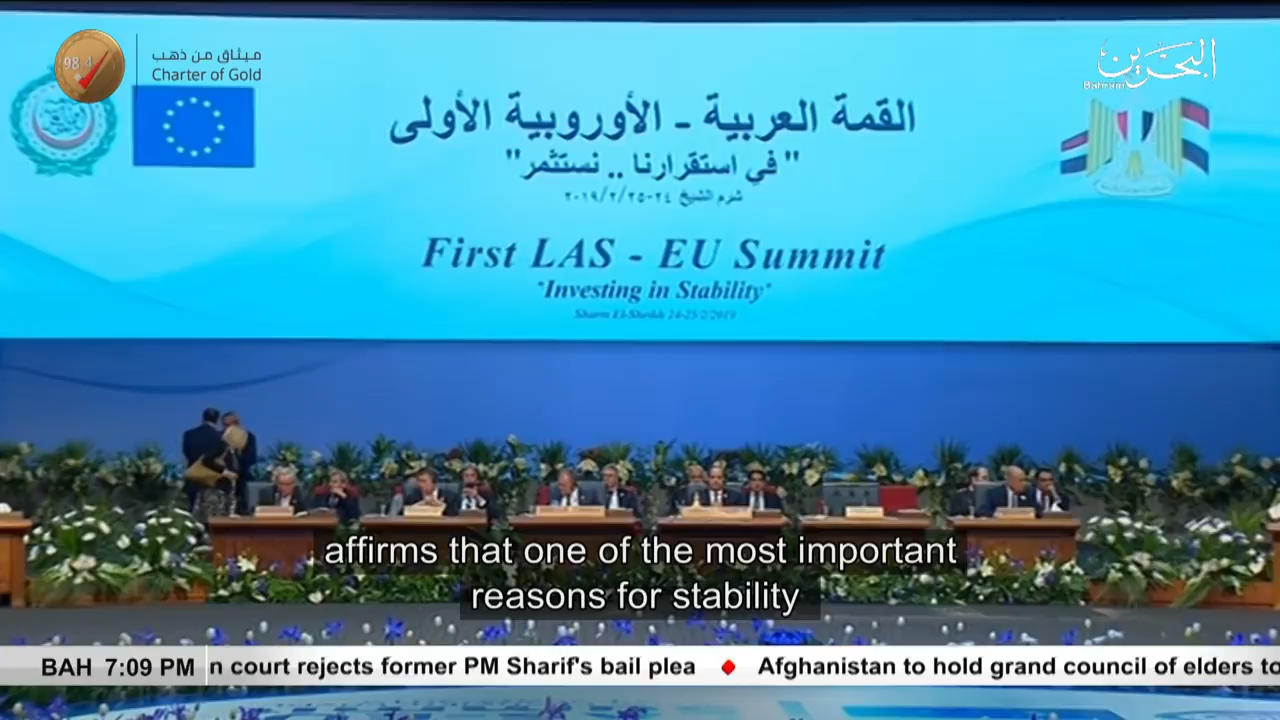 98.4
ميثاق من ذهب
Charter of Gold
البحرين
Bahrain
القمة العربية - الأوروبية الأولى
"في استقرارنا .. نستثمر"
شرم الشيخ ٢٤-٢٥/٢/٢٠١٩
First LAS - EU Summit
"Investing in Stability"
Sharm El-Sheikh 24-25/2/2019
affirms that one of the most important
reasons for stability
BAH 7:09 PM n court rejects former PM Sharif's bail plea ◆ Afghanistan to hold grand council of elders to